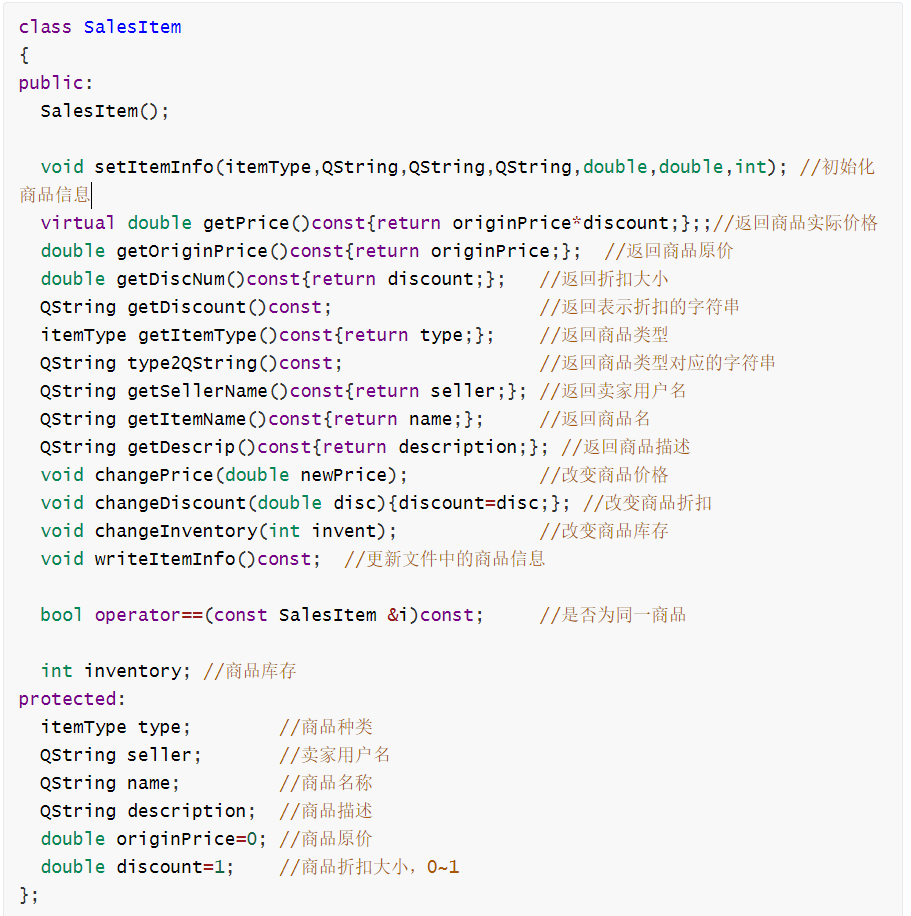 class SalesItem
{
public:
  SalesItem();

  void setItemInfo(itemType,QString,QString,QString,double,double,int); //初始化
商品信息
  virtual double getPrice()const{return originPrice*discount;};;//返回商品实际价格
  double getOriginPrice()const{return originPrice;};  //返回商品原价
  double getDiscNum()const{return discount;};   //返回折扣大小
  QString getDiscount()const;                   //返回表示折扣的字符串
  itemType getItemType()const{return type;};    //返回商品类型
  QString type2QString()const;                  //返回商品类型对应的字符串
  QString getSellerName()const{return seller;}; //返回卖家用户名
  QString getItemName()const{return name;};     //返回商品名
  QString getDescrip()const{return description;}; //返回商品描述
  void changePrice(double newPrice);            //改变商品价格
  void changeDiscount(double disc){discount=disc;}; //改变商品折扣
  void changeInventory(int invent);             //改变商品库存
  void writeItemInfo()const;  //更新文件中的商品信息

  bool operator==(const SalesItem &i)const;     //是否为同一商品

  int inventory; //商品库存
protected:
  itemType type;        //商品种类
  QString seller;       //卖家用户名
  QString name;         //商品名称
  QString description;  //商品描述
  double originPrice=0; //商品原价
  double discount=1;    //商品折扣大小，0~1
};